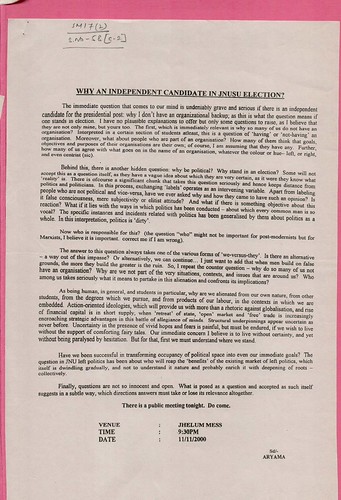 JM17(2)
S.No-58[5-2]
WHY AN INDEPENDENT CANDIDATE IN JNUSU ELECTION?
The immediate question that comes to our mind is undeniably grave and serious if there is an independent
candidate for the presidential post: why I don't have an organizational backup; as this is what the question means if
one stands in election. I have no plausible explanations to offer but only some questions to raise, as I believe that
they are not only mine, but yours too. The first, which is immediately relevant is why so many of us do not have an
organisation? Interpreted in a certain section of students atleast, this is a question of 'having' or 'not-having' an
organisation. Moreover, what about people who are part of an organisation? How many of them think that goals,
objectives and purposes of their organisations are their own; of course, I am assuming that they have any. Further,
how many of us agree with what goes on in the name of an organisation, whatever the colour or hue- left, or right,
and even contrast (sic).
Behind this, there is another hidden question: why be political? Why stand in an election? Some will not
accept this as a question itself, as they have a vague idea about which they are very certain, as it were they know what
'reality' is. There is ofcourse a significant chunk that takes this question seriously and hence keeps distance from
politics and politicians. In this process, exchanging 'labels' operates as an intervening variable. Apart from labeling
people who are not political and vice-versa, have we ever asked why and how they came to have such an opinion? Is
it false consciousness, mere subjectivity or elitist attitude? And what if there is something objective about this
reaction? What if it lies with the ways in which politics has been conducted - about which every common man is so
vocal? The specific instances and incidents related with politics has been generalised by them about politics as a
whole. In this interpretation, politics is 'dirty'.
Now who is responsible for this? (the question "who" might not be important for post-modernists but for
Marxists, I believe it is important. correct me if I am wrong).
The answer to this question always takes one of the various forms of 'we-versus-they'. Is there an alternative
- a way out of this impasse? Or alternatively, we can continue... I just want to add that when men build on false
grounds, the more they build the greater is the ruin. So, I repeat the counter question – why do so many of us not
have an organisation? Why are we not part of the very situations, contexts, and issues that are around us? Who
among us takes seriously what it means to partake in this alienation and confronts its implications?
As being human, in general, and students in particular, why are we alienated from our own nature, from other
students, from the degrees which we pursue, and from products of our labour, in the contexts in which we are
embedded. Action-oriented ideologies, which will provide us with more than a rhetoric against globalisation, and rise
of financial capital is in short supply, when 'retreat' of state, 'open' market and 'free' trade is increasingly
encroaching strategic advantages in this battle of allegiance of minds. Structural underpinnings appear uncertain as
never before. Uncertainty in the presence of vivid hopes and fears is painful, but must be endured, if we wish to live
without the support of comforting fairy tales. Our immediate concern I believe is to live without certainty, and yet
without being paralysed by hesitation. But for that, first we must understand where we stand.
Have we been successful in transferring occupancy of political space into even our immediate goals? The
question in JNU left politics has been about who will reap the 'benefits' of the existing market of left politics, which
itself is dwindling gradually, and not to understand it nature and probably enrich it with deepening of roots –
collectively.
Finally, questions are not so innocent and open. What is posed as a question and accepted as such itself
suggests in a subtle way, which directions answers must take or lose its relevance altogether.
There is a public meeting tonight. Do come.
VENUE : JHELUM MESS
TIME : 9:30PM
DATE : 11/11/2000
Sd/-
ARYAMA